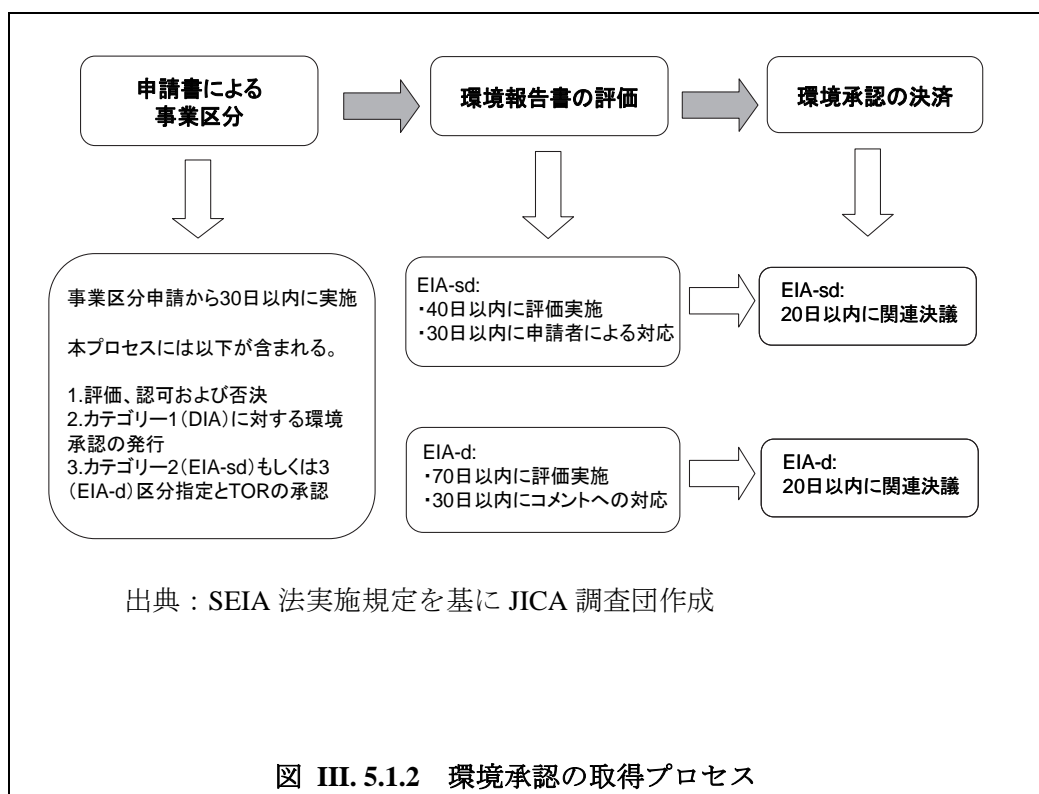 申請書による
事業区分
環境報告書の評価
環境承認の決済
事業区分申請から30日以内に実施
本プロセスには以下が含まれる。
1.評価、認可および否決
2.カテゴリー1(DIA)に対する環境
承認の発行
3.カテゴリー2(EIA-sd)もしくは3
(EIA-d)区分指定とTORの承認
EIA-sd:
・40日以内に評価実施
・30日以内に申請者による対応
EIA-sd:
20日以内に関連決議
EIA-d:
・70日以内に評価実施
・30日以内にコメントへの対応
EIA-d:
20日以内に関連決議
出典：SEIA 法実施規定を基に JICA 調査団作成
図 III. 5.1.2 環境承認の取得プロセス